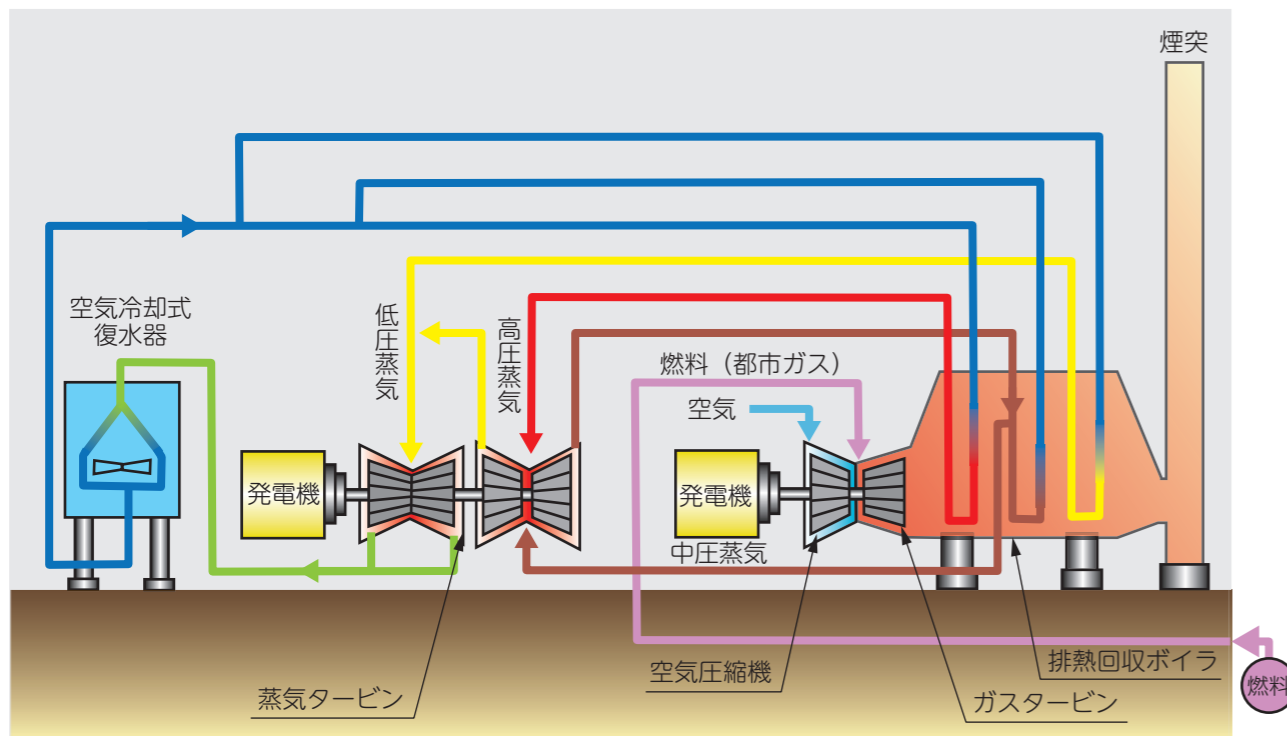 煙突
空気冷却式
復水器
低圧蒸気
高圧蒸気
燃料（都市ガス）
空気
発電機
発電機
中圧蒸気
空気圧縮機
排熱回収ボイラ
蒸気タービン
ガスタービン
燃料